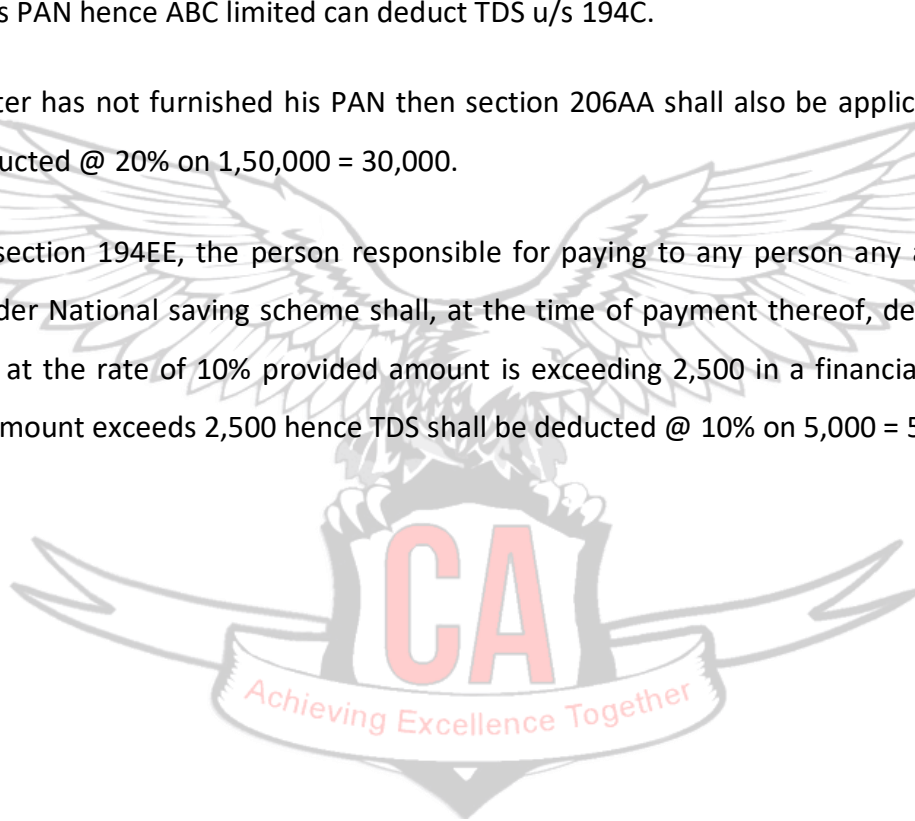 s PAN hence ABC limited can deduct TDS u/s 194C.
ter has not furnished his PAN then section 206AA shall also be applic
ucted @ 20% on 1,50,000 = 30,000.
section 194EE, the person responsible for paying to any person any a
der National saving scheme shall, at the time of payment thereof, de
at the rate of 10% provided amount is exceeding 2,500 in a financia
mount exceeds 2,500 hence TDS shall be deducted @ 10% on 5,000 = 5
CA
Achieving Excellence Together